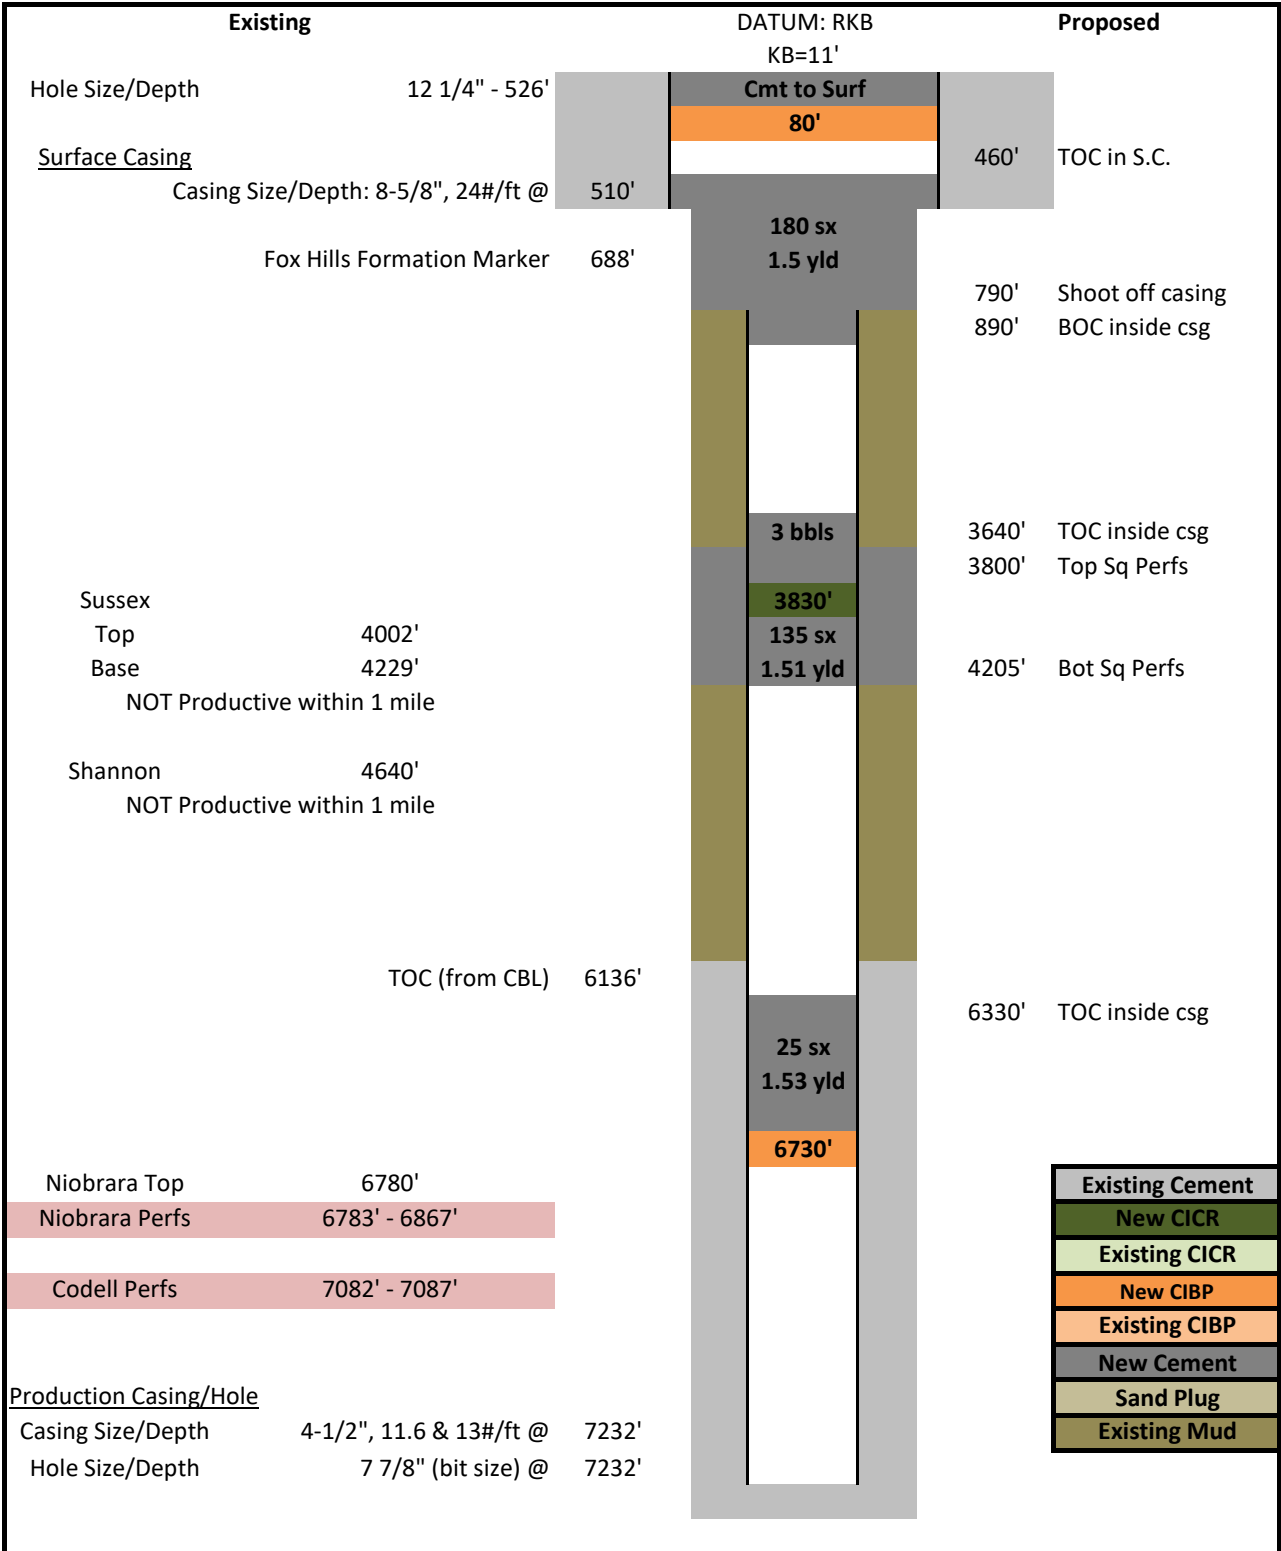 Existing DATUM: RKB Proposed
KB=11'
Hole Size/Depth 12 1/4" - 526' Cmt to Surf
80'
Surface Casing 460' TOC in S.C.
Casing Size/Depth: 8-5/8", 24#/ft @ 510'
180 sx
Fox Hills Formation Marker 688' 1.5 yld
790' Shoot off casing
890' BOC inside csg
3 bbls 3640' TOC inside csg
3800' Top Sq Perfs
Sussex 3830'
Top 4002' 135 sx
Base 4229' 1.51 yld 4205' Bot Sq Perfs
NOT Productive within 1 mile
Shannon 4640'
NOT Productive within 1 mile
TOC (from CBL) 6136'
6330' TOC inside csg
25 sx
1.53 yld
6730'
Niobrara Top 6780' Existing Cement
Niobrara Perfs 6783' - 6867' New CICR
Existing CICR
Codell Perfs 7082' - 7087' New CIBP
Existing CIBP
New Cement
Production Casing/Hole Sand Plug
Casing Size/Depth 4-1/2", 11.6 & 13#/ft @ 7232' Existing Mud
Hole Size/Depth 7 7/8" (bit size) @ 7232'